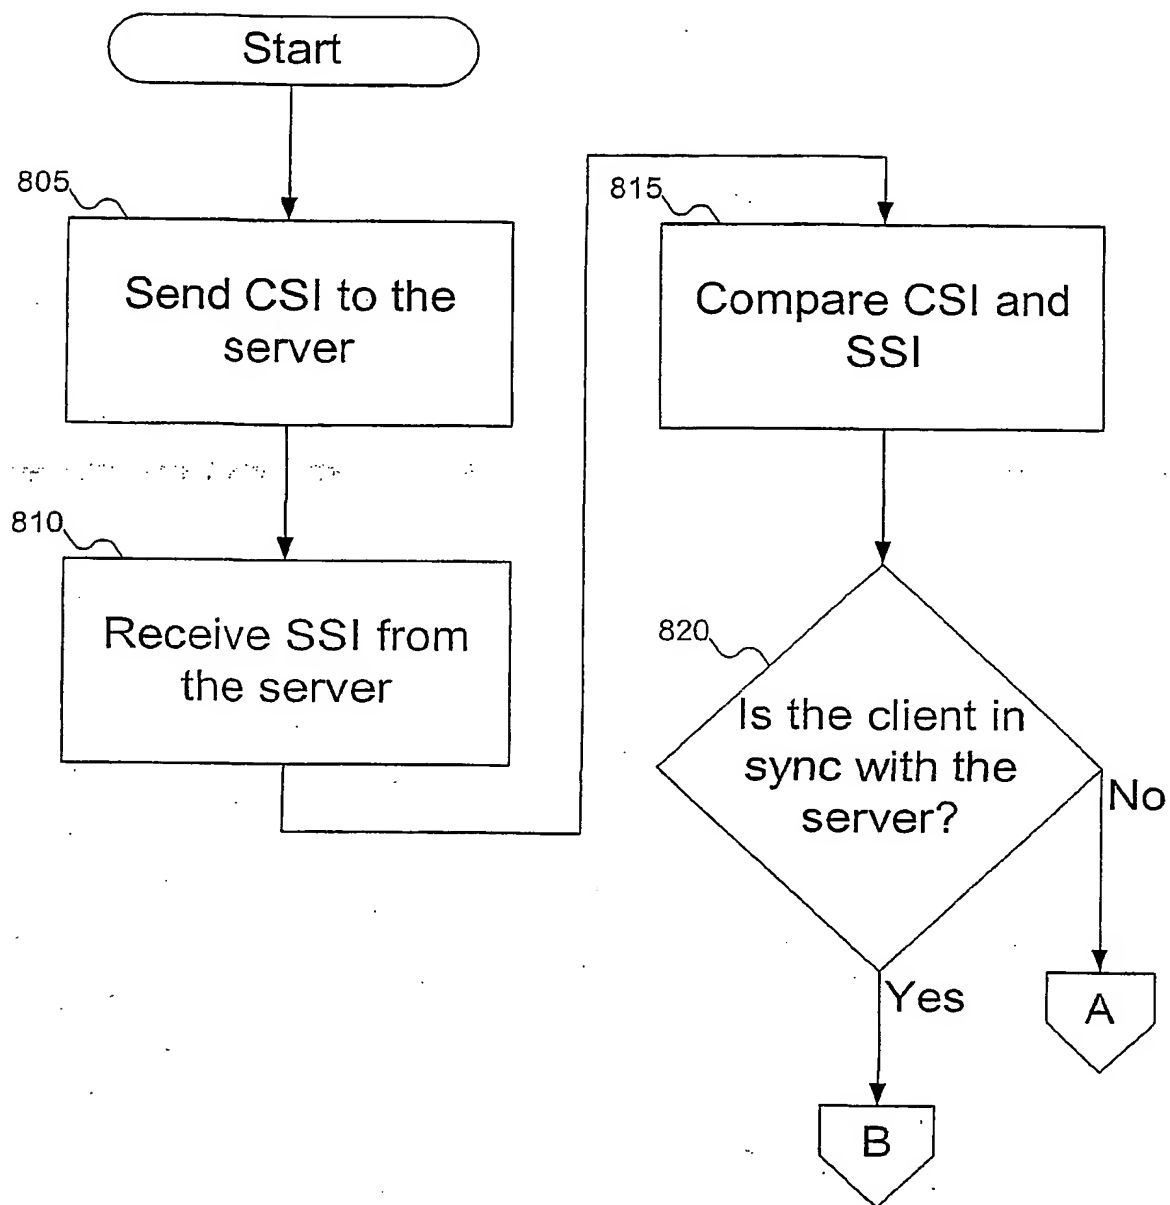 Start
805
Send CSI to the
server
810
Receive SSI from
the server
815
Compare CSI and
SSI
820
Is the client in
sync with the
server?
No
Yes
A
B